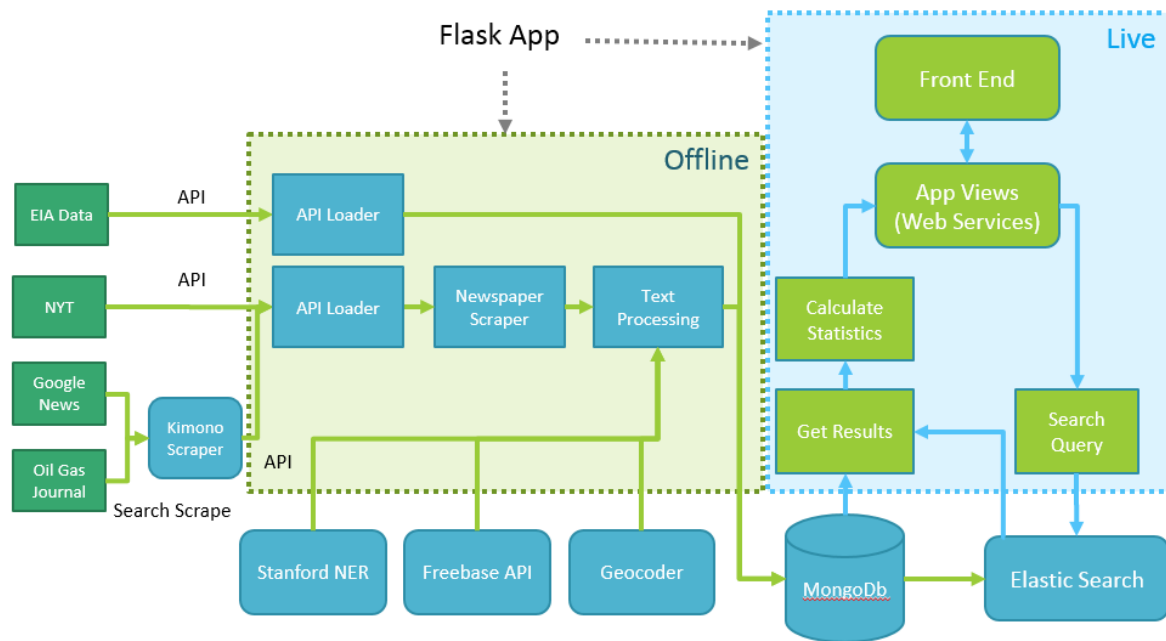 Flask App
Live
Front End
Offline
App Views
(Web Services)
EIA Data
API
API Loader
NYT
API
API Loader
Newspaper
Scraper
Text
Processing
Calculate
Statistics
Google
News
Kimono
Scraper
Get Results
Search
Query
Oil Gas
Journal
API
Search Scrape
Stanford NER
Freebase API
Geocoder
MongoDb
Elastic Search